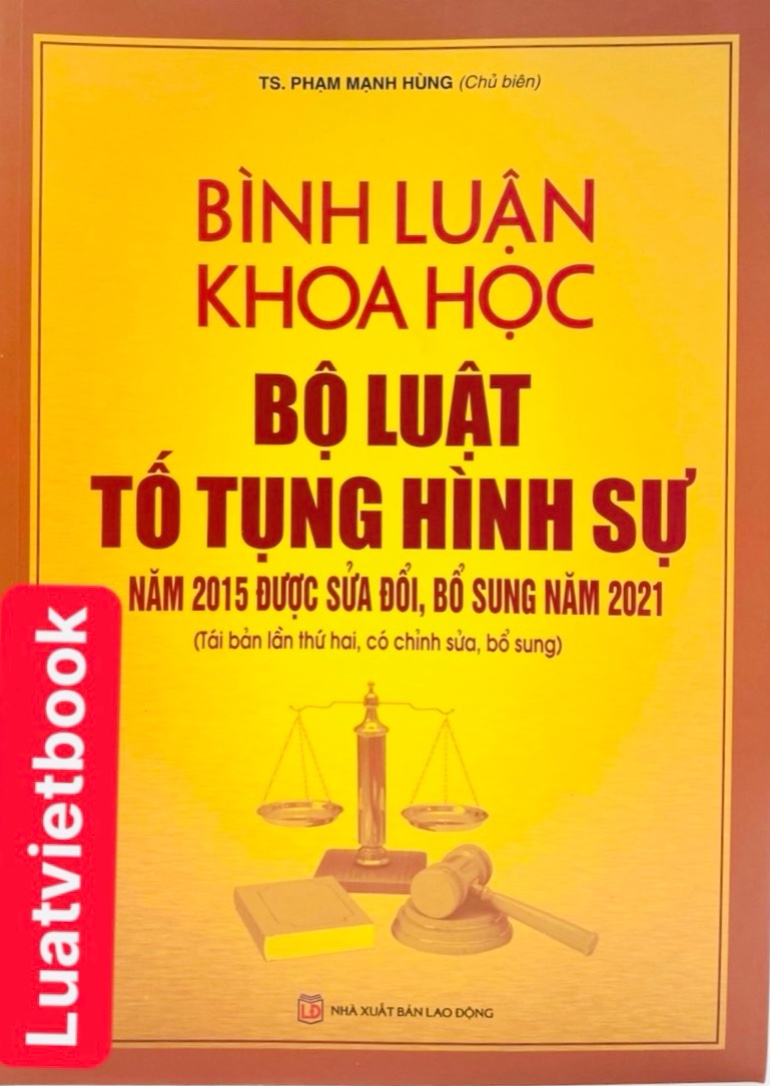 TS. PHẠM MẠNH HÙNG (Chủ biên)
BÌNH LUẬN
KHOA HỌC
BỘ LUẬT
TỐ TỤNG HÌNH SỰ
NĂM 2015 ĐƯỢC SỬA ĐỔI, BỔ SUNG NĂM 2021
(Tái bản lần thứ hai, có chỉnh sửa, bổ sung)
Luatvietbook
LĐ NHÀ XUẤT BẢN LAO ĐỘNG